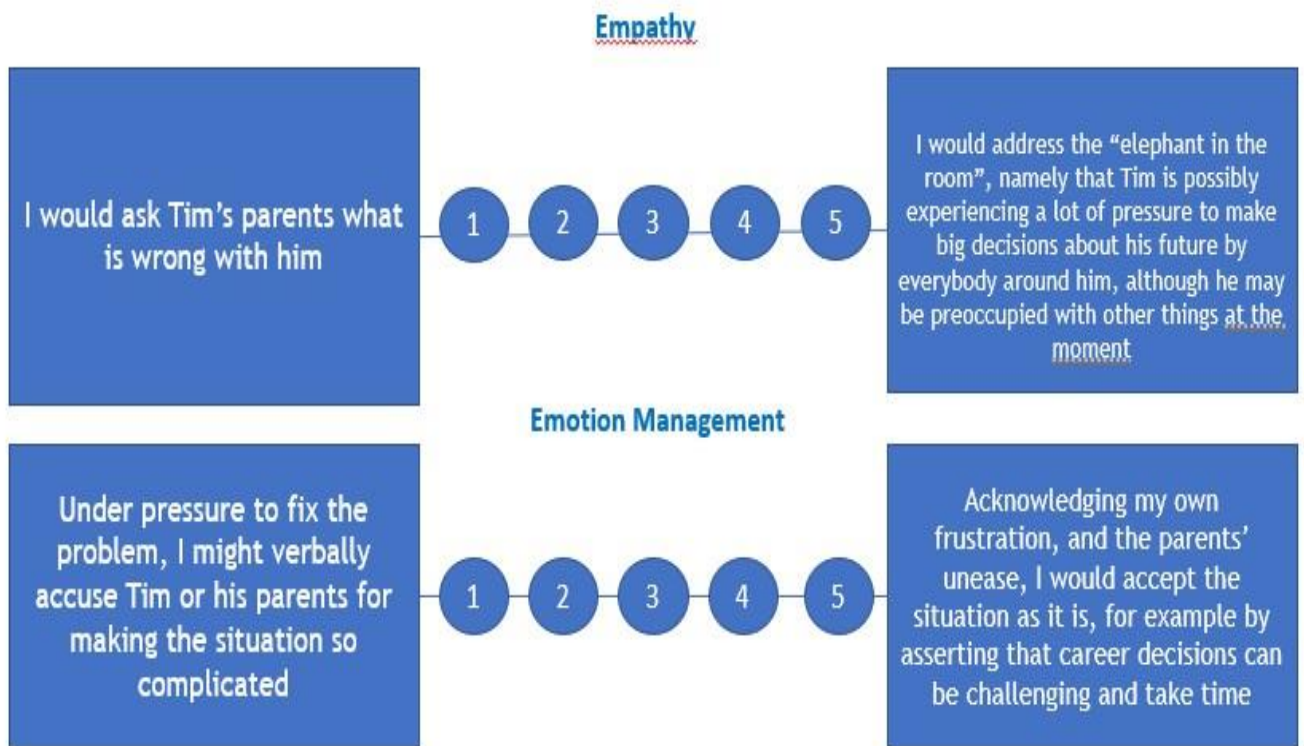 Empathy
I would ask Tim's parents what
is wrong with him
1 2 3 4 5
I would address the "elephant in the
room", namely that Tim is possibly
experiencing a lot of pressure to make
big decisions about his future by
everybody around him, although he may
be preoccupied with other things at the
moment
Emotion Management
Under pressure to fix the
problem, I might verbally
accuse Tim or his parents for
making the situation so
complicated
1 2 3 4 5
Acknowledging my own
frustration, and the parents'
unease, I would accept the
situation as it is, for example by
asserting that career decisions can
be challenging and take time